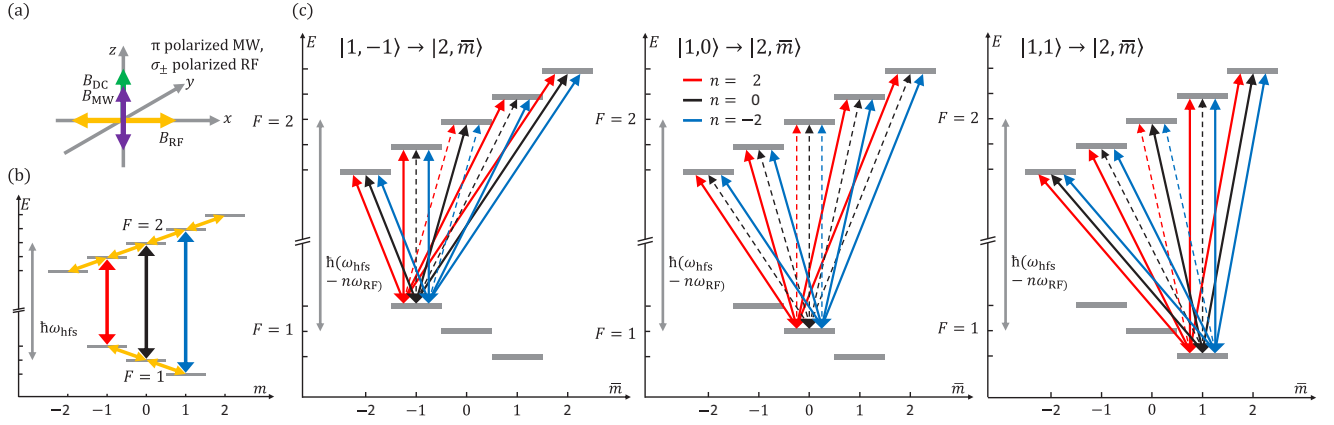 (a)
z
π polarized MW,
σ± polarized RF
y
B_DC
B_MW
x
B_RF
(b)
E
F = 2
ħω_hfs
F = 1
m
−2 −1 0 1 2
(c)
E
|1, −1⟩ → |2, m̅⟩
F = 2
ħ(ω_hfs
− nω_RF)
F = 1
m̅
−2 −1 0 1 2
E
|1,0⟩ → |2, m̅⟩
n = 2
n = 0
n = −2
F = 2
ħ(ω_hfs
− nω_RF)
F = 1
m̅
−2 −1 0 1 2
E
|1,1⟩ → |2, m̅⟩
F = 2
ħ(ω_hfs
− nω_RF)
F = 1
m̅
−2 −1 0 1 2